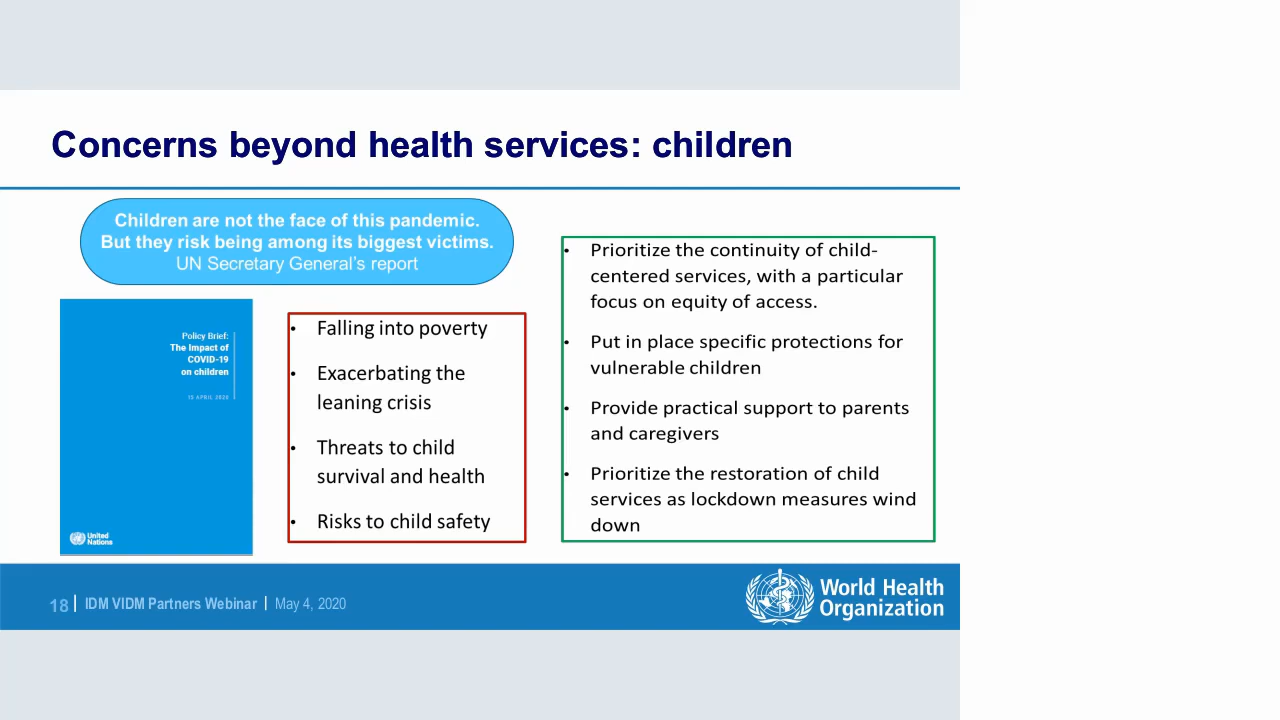 Concerns beyond health services: children
Children are not the face of this pandemic.
But they risk being among its biggest victims.
UN Secretary General's report
Policy Brief:
The Impact of
COVID-19
on children
15 APRIL 2020
United
Nations
• Falling into poverty
• Exacerbating the
leaning crisis
• Threats to child
survival and health
• Risks to child safety
• Prioritize the continuity of child-
centered services, with a particular
focus on equity of access.
• Put in place specific protections for
vulnerable children
• Provide practical support to parents
and caregivers
• Prioritize the restoration of child
services as lockdown measures wind
down
18 | IDM VIDM Partners Webinar | May 4, 2020
World Health
Organization